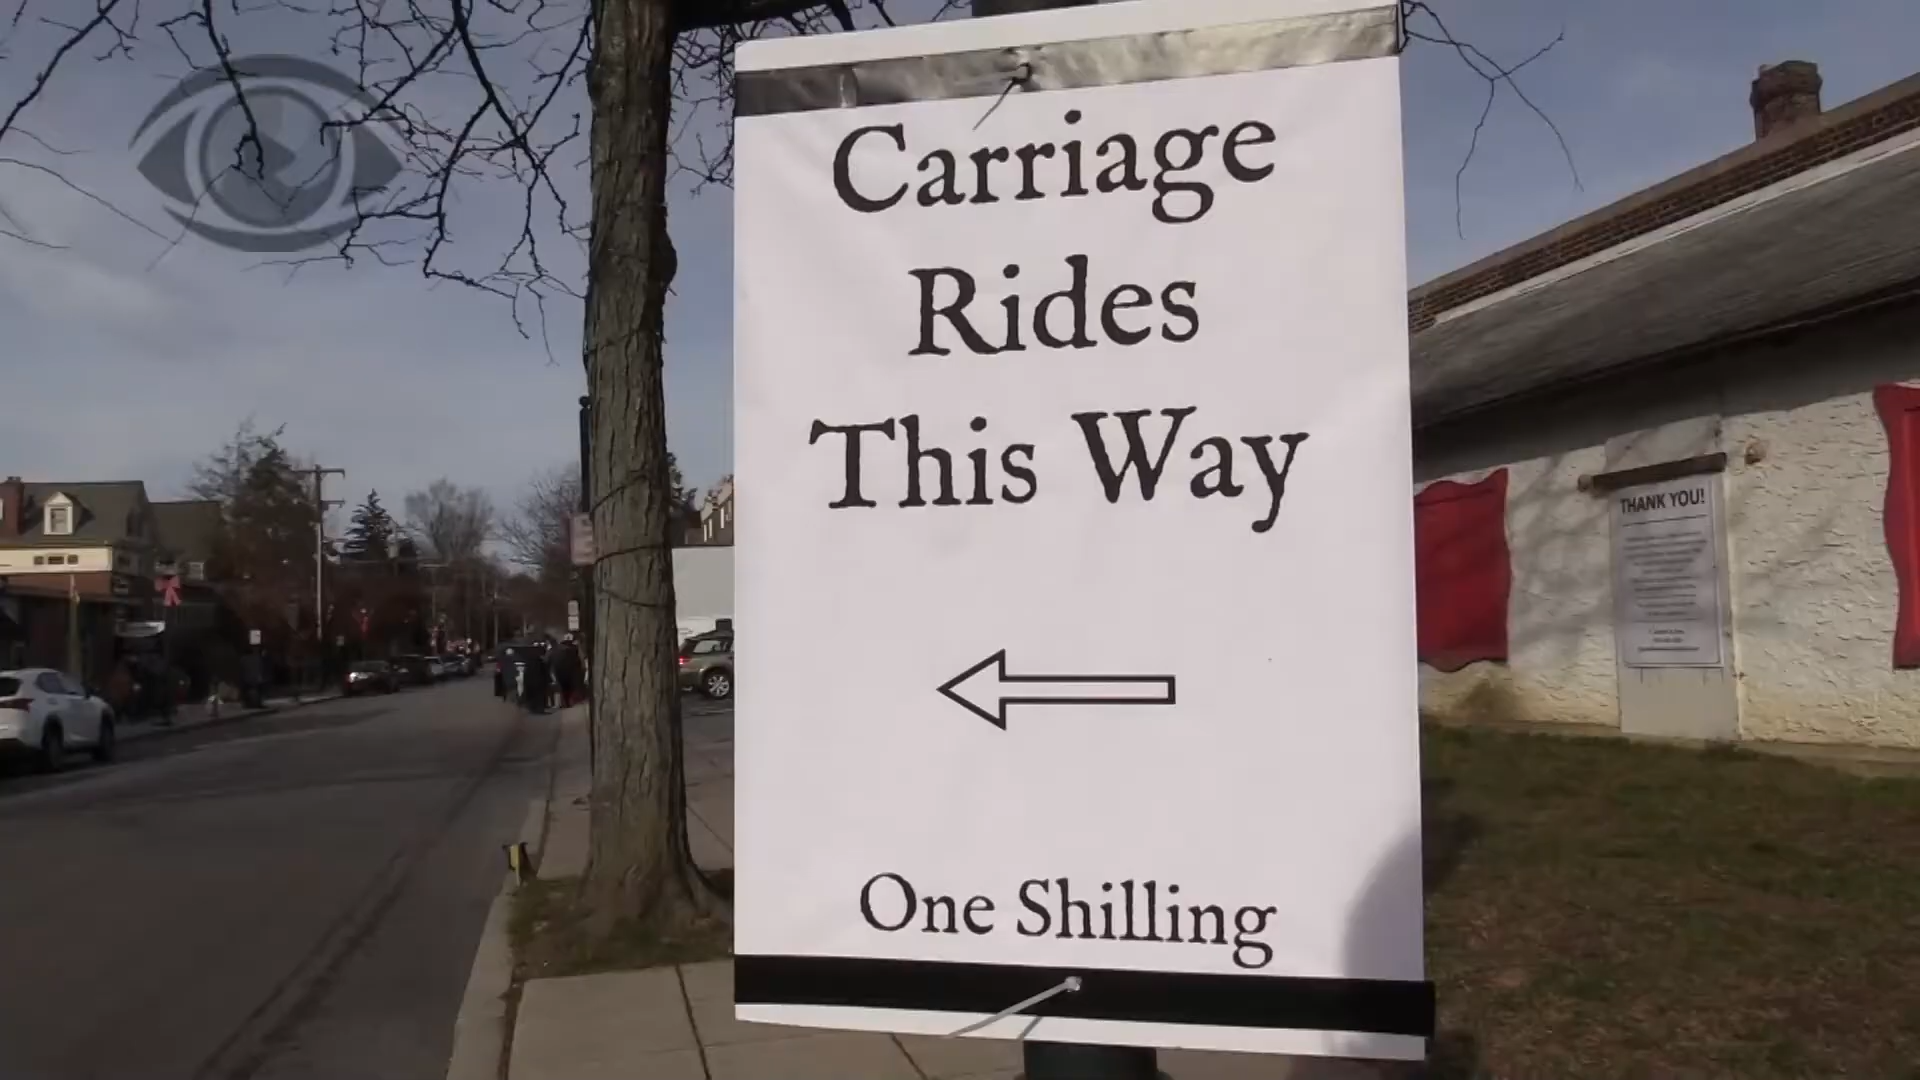 Carriage
Rides
This Way
One Shilling
THANK YOU!